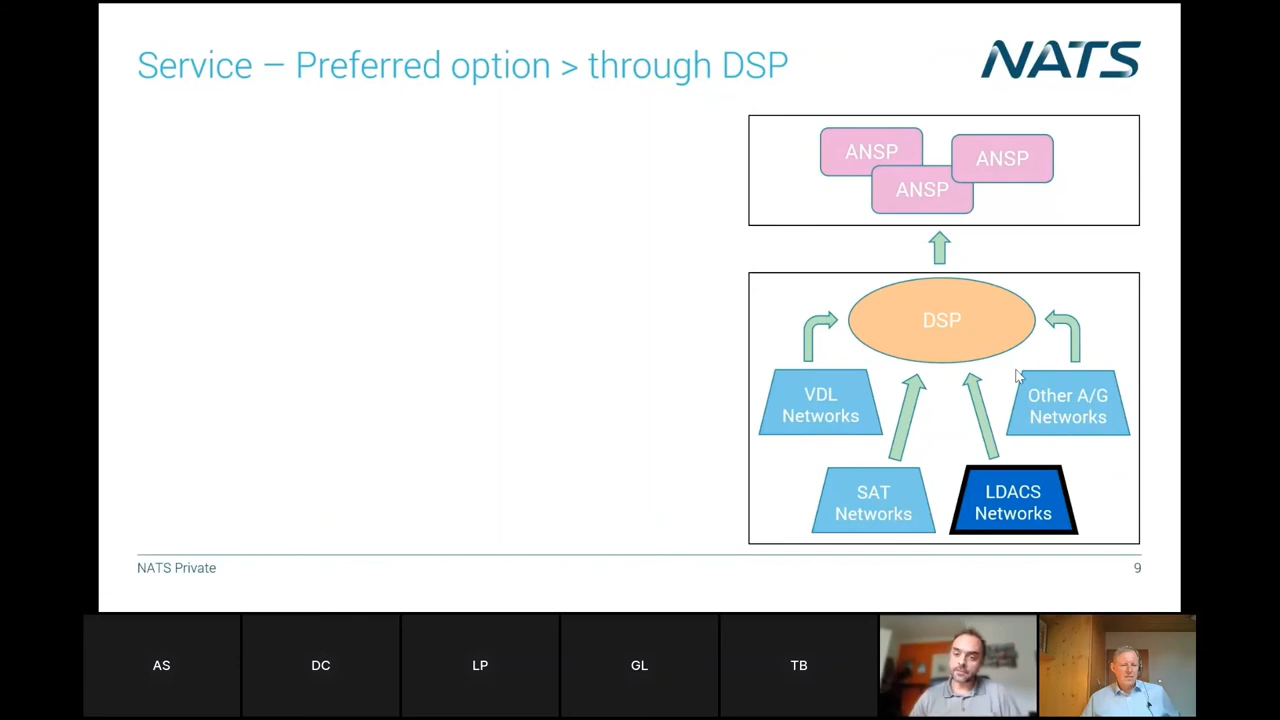 Service – Preferred option > through DSP
NATS
ANSP
ANSP
ANSP
DSP
VDL
Networks
Other A/G
Networks
SAT
Networks
LDACS
Networks
NATS Private
9
AS
DC
LP
GL
TB